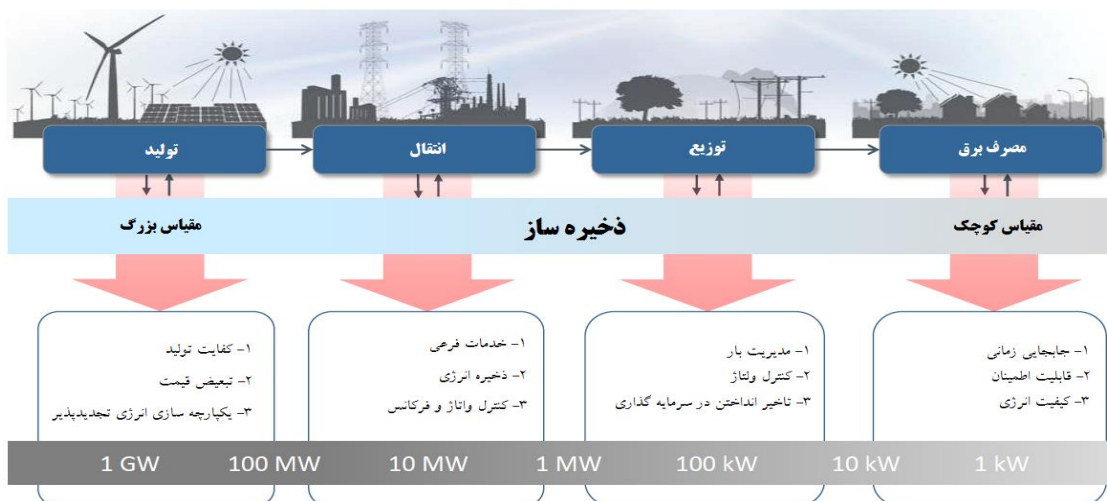 تولید
انتقال
توزیع
مصرف برق
مقیاس بزرگ
ذخیره ساز
مقیاس کوچک
۱- کفایت تولید
۲- تبعیض قیمت
۳- یکپارچه سازی انرژی تجدیدپذیر
۱- خدمات فرعی
۲- ذخیره انرژی
۳- کنترل واتاژ و فرکانس
۱- مدیریت بار
۲- کنترل ولتاژ
۳- تاخیر انداختن در سرمایه گذاری
۱- جابجایی زمانی
۲- قابلیت اطمینان
۳- کیفیت انرژی
1 GW 100 MW 10 MW 1 MW 100 kW 10 kW 1 kW